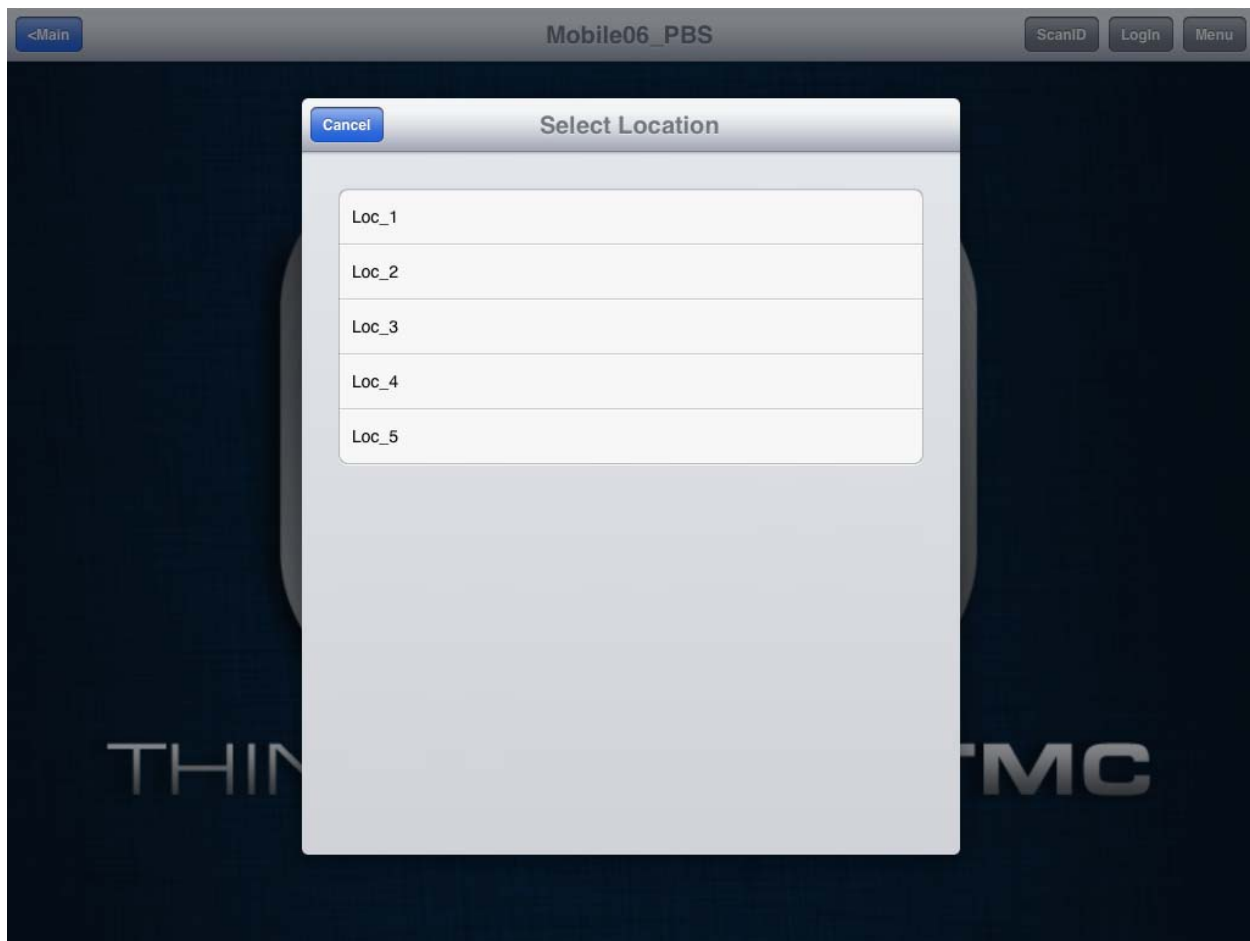 <Main Mobile06_PBS ScanID LogIn Menu
Cancel Select Location
Loc_1
Loc_2
Loc_3
Loc_4
Loc_5
THIN TMC